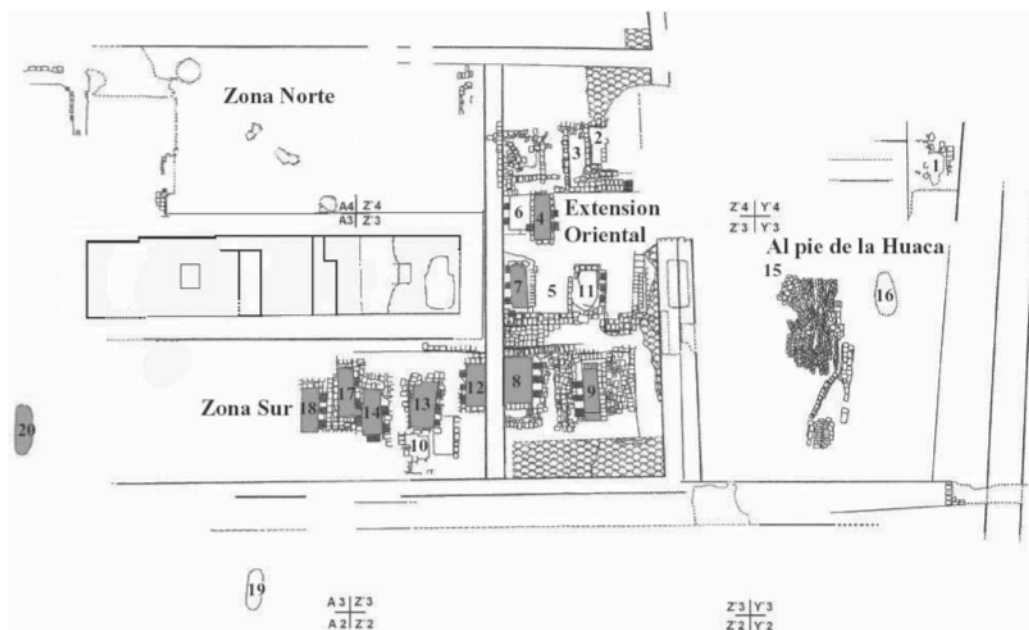 Zona Norte
2
3
1
A4 Z´4
A3 Z´3
6
4
Extension
Oriental
Z´4 Y´4
Z´3 Y´3
Al pie de la Huaca
15
7
5
11
16
12
8
9
Zona Sur
18
17
14
13
10
20
19
A 3 Z´3
A 2 Z´2
Z´3 Y´3
Z´2 Y´2